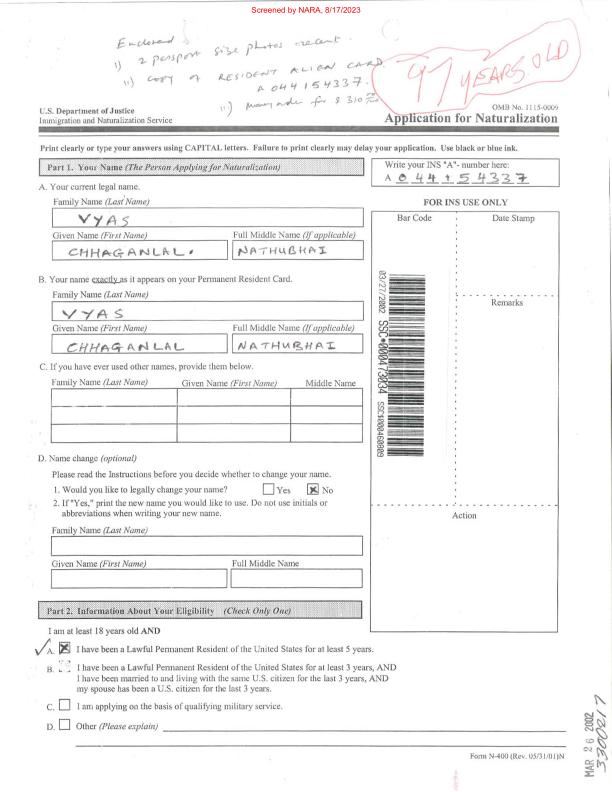 Screened by NARA, 8/17/2023
Enclosed
1) 2 passport size photos recent.
11) copy of RESIDENT ALIEN CARD.
A 044154337.
11) for $ 310
97 YEARS OLD
U.S. Department of Justice
Immigration and Naturalization Service
OMB No. 1115-0009
Application for Naturalization
Print clearly or type your answers using CAPITAL letters. Failure to print clearly may delay your application. Use black or blue ink.
Part 1. Your Name (The Person Applying for Naturalization)
Write your INS "A"- number here:
A 0 4 4 1 5 4 3 3 7
A. Your current legal name.
Family Name (Last Name)
VYAS
Given Name (First Name) Full Middle Name (If applicable)
CHHAGANLAL. NATHUBHAI
B. Your name exactly as it appears on your Permanent Resident Card.
Family Name (Last Name)
VYAS
Given Name (First Name) Full Middle Name (If applicable)
CHHAGANLAL NATHUBHAI
C. If you have ever used other names, provide them below.
Family Name (Last Name) Given Name (First Name) Middle Name
D. Name change (optional)
Please read the Instructions before you decide whether to change your name.
1. Would you like to legally change your name? Yes No
2. If "Yes," print the new name you would like to use. Do not use initials or
abbreviations when writing your new name.
Family Name (Last Name)
Given Name (First Name) Full Middle Name
Part 2. Information About Your Eligibility (Check Only One)
I am at least 18 years old AND
A. I have been a Lawful Permanent Resident of the United States for at least 5 years.
B. I have been a Lawful Permanent Resident of the United States for at least 3 years, AND
I have been married to and living with the same U.S. citizen for the last 3 years, AND
my spouse has been a U.S. citizen for the last 3 years.
C. I am applying on the basis of qualifying military service.
D. Other (Please explain)
FOR INS USE ONLY
Bar Code Date Stamp
Remarks
03/27/2002 SSC*000473034 SSC*000460809
Action
Form N-400 (Rev. 05/31/01)N
MAR 26 2002
3300217